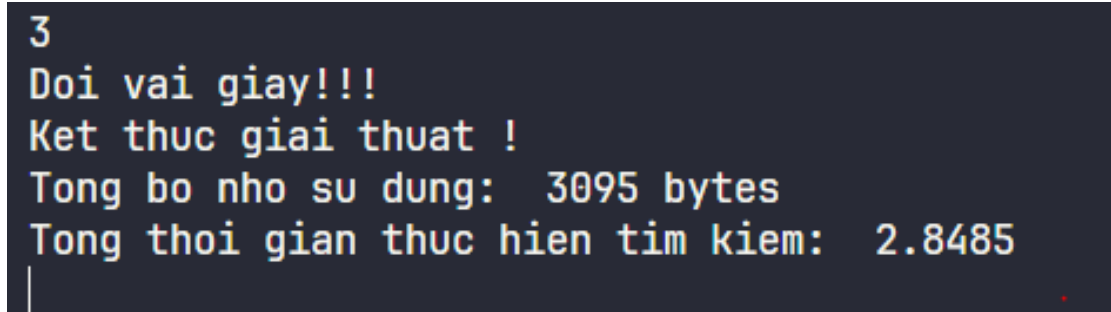 3
Doi vai giay!!!
Ket thuc giai thuat !
Tong bo nho su dung:  3095 bytes
Tong thoi gian thuc hien tim kiem:  2.8485